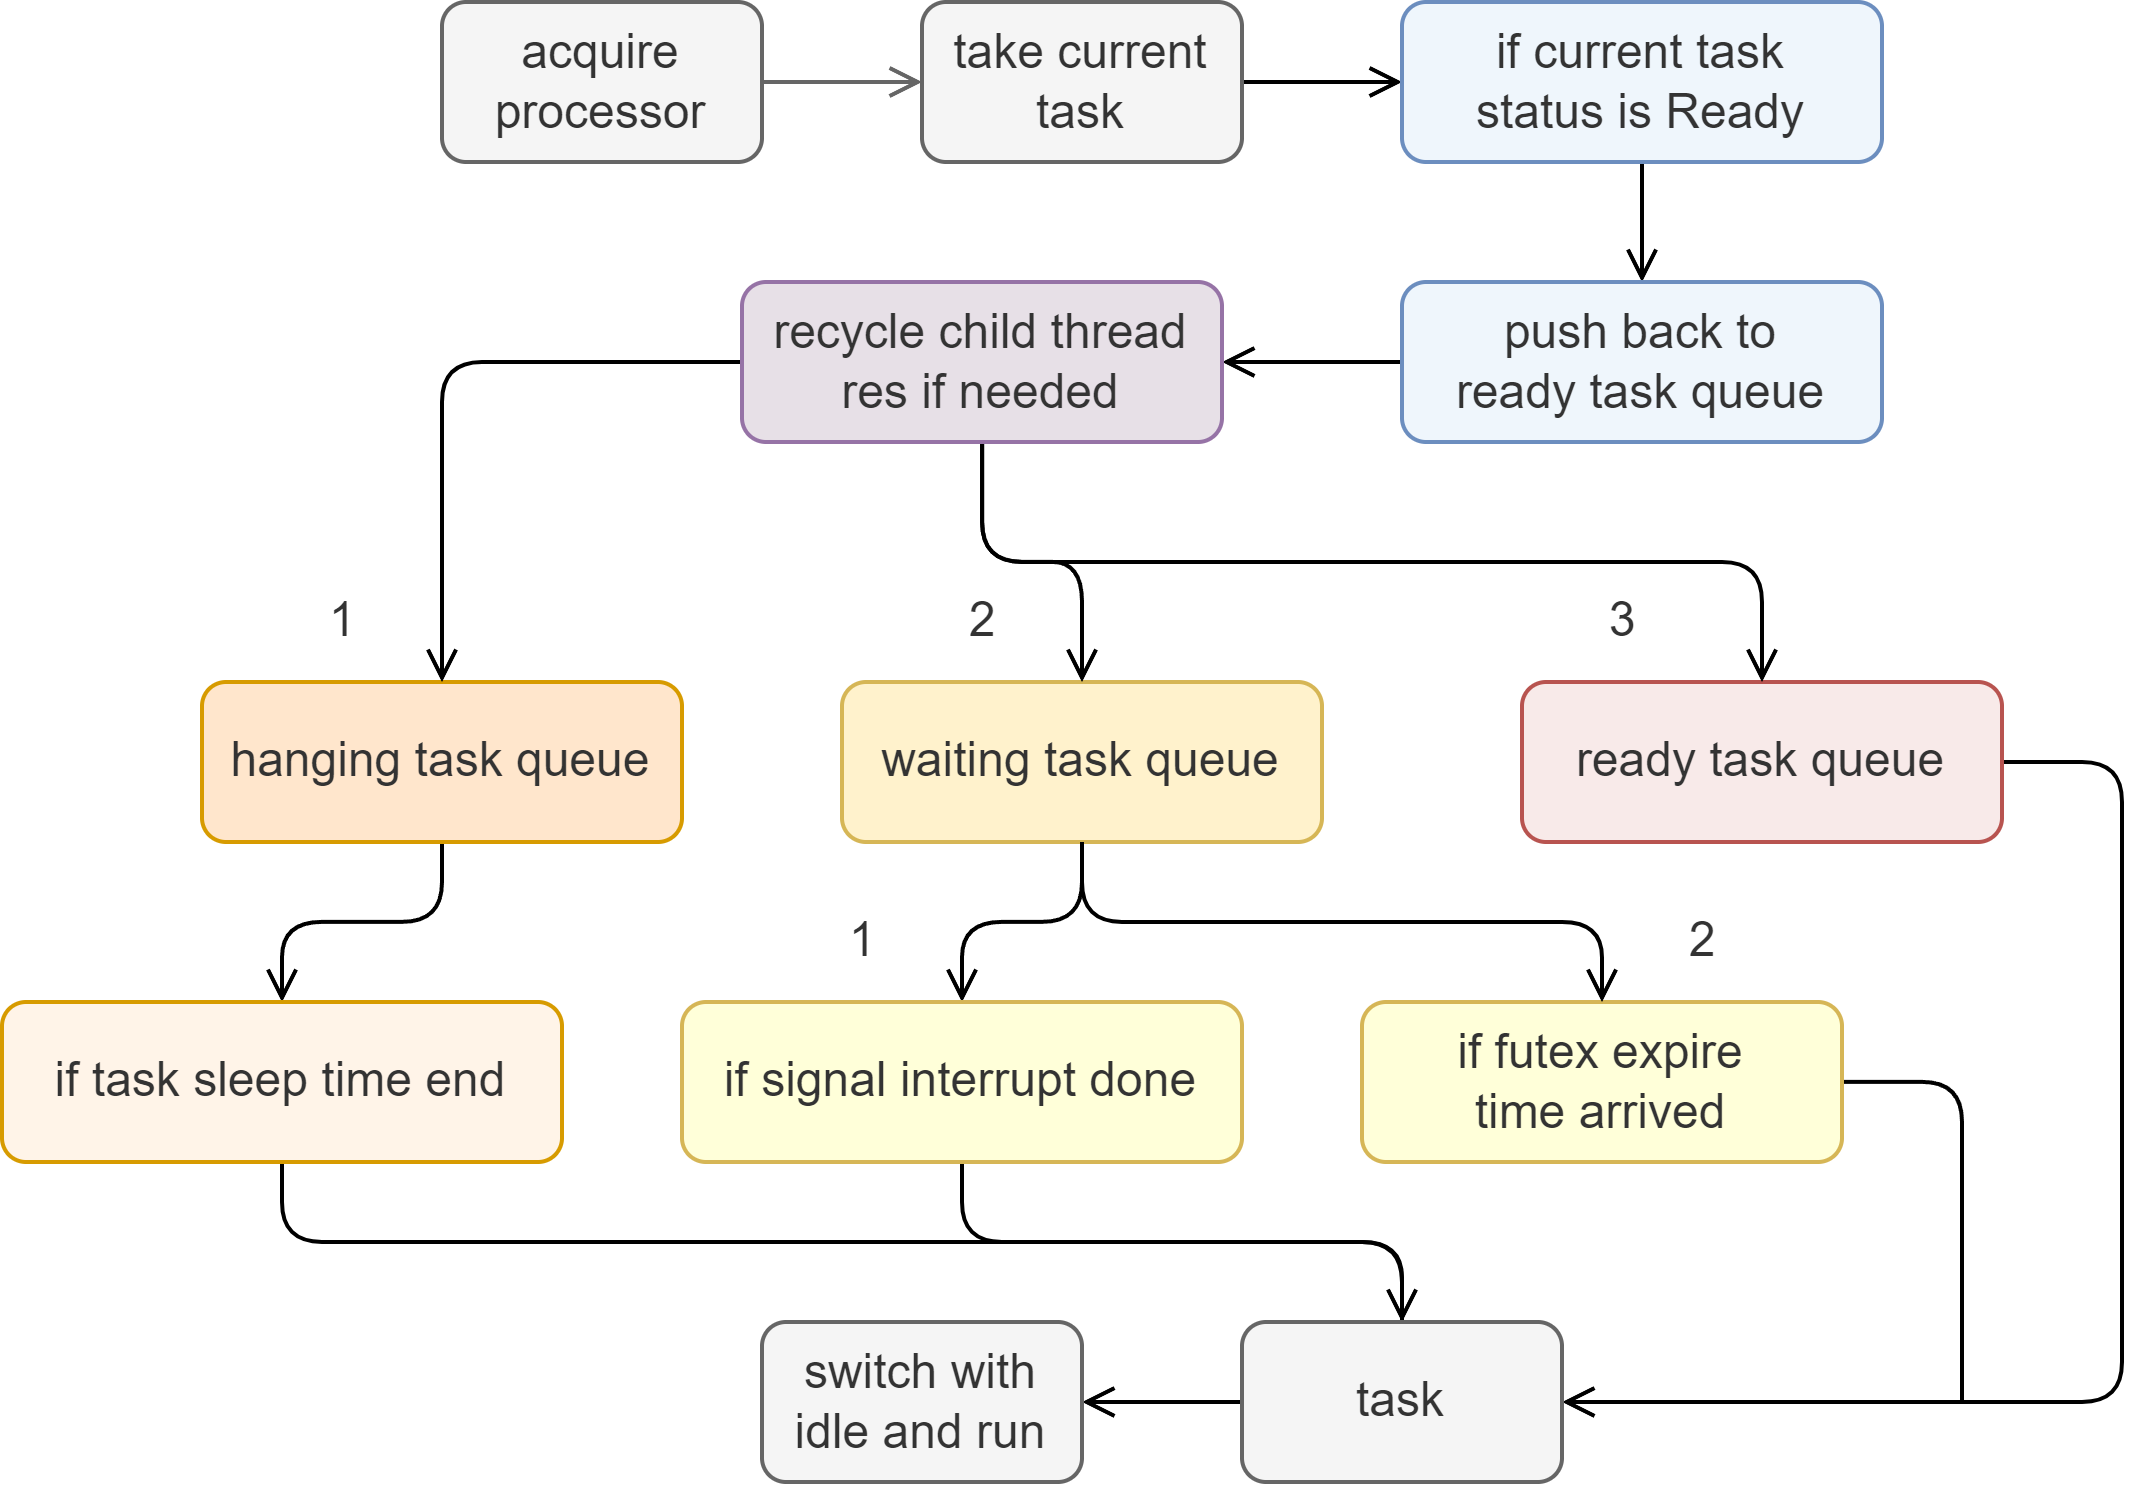 acquire
processor
take current
task
if current task
status is Ready
recycle child thread
res if needed
push back to
ready task queue
1
2
3
hanging task queue
waiting task queue
ready task queue
1
2
if task sleep time end
if signal interrupt done
if futex expire
time arrived
switch with
idle and run
task